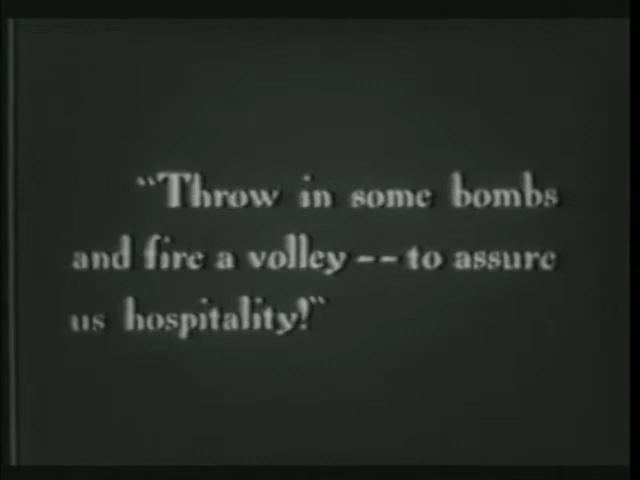 “Throw in some bombs
and fire a volley -- to assure
us hospitality!”